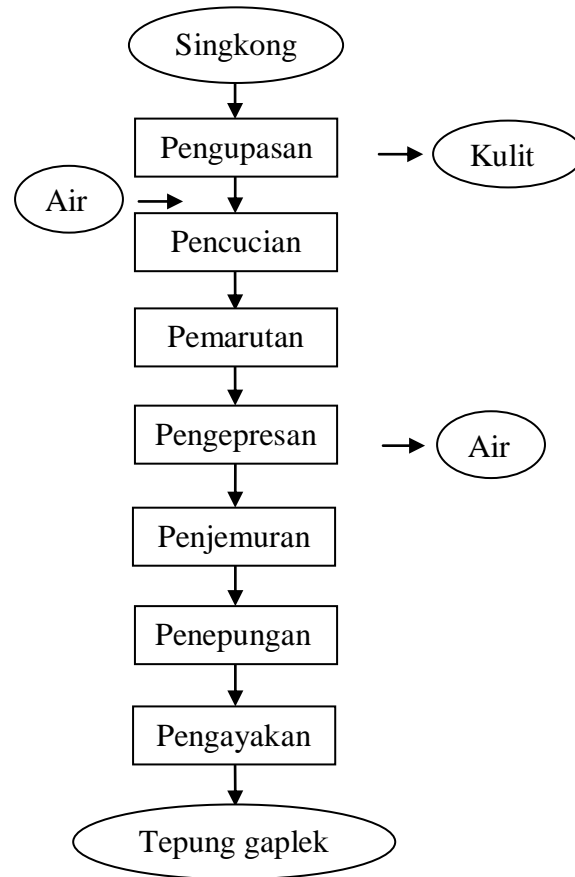 Singkong
Pengupasan
Kulit
Air
Pencucian
Pemarutan
Pengepresan
Air
Penjemuran
Penepungan
Pengayakan
Tepung gaplek